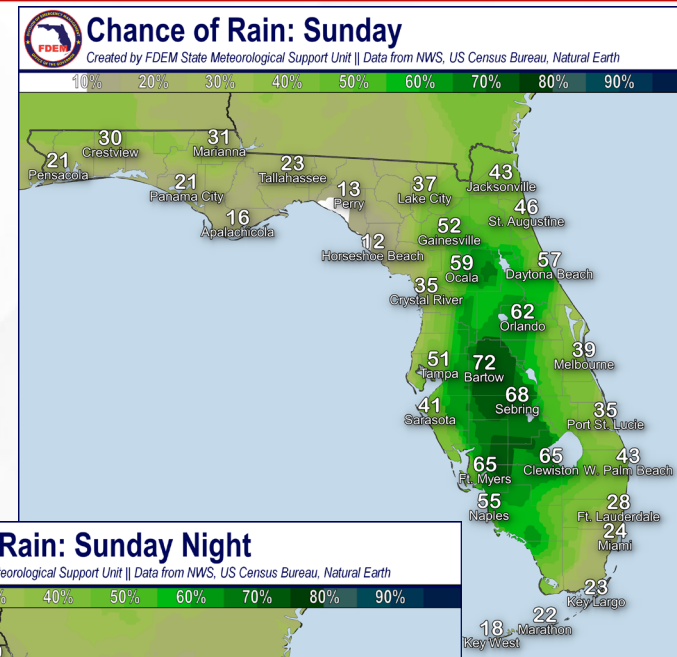 FDEM
Chance of Rain: Sunday
Created by FDEM State Meteorological Support Unit || Data from NWS, US Census Bureau, Natural Earth
10% 20% 30% 40% 50% 60% 70% 80% 90%
30
Crestview
31
Marianna
21
Pensacola
23
Tallahassee
43
Jacksonville
21
Panama City
13
Perry
37
Lake City
16
Apalachicola
46
St. Augustine
52
Gainesville
12
Horseshoe Beach
59
Ocala
57
Daytona Beach
35
Crystal River
62
Orlando
51
Tampa
72
Bartow
39
Melbourne
68
Sebring
41
Sarasota
35
Port St. Lucie
65
Ft. Myers
65
Clewiston
43
W. Palm Beach
55
Naples
28
Ft. Lauderdale
24
Miami
23
Key Largo
22
Marathon
18
Key West
Rain: Sunday Night
eorological Support Unit || Data from NWS, US Census Bureau, Natural Earth
40% 50% 60% 70% 80% 90%